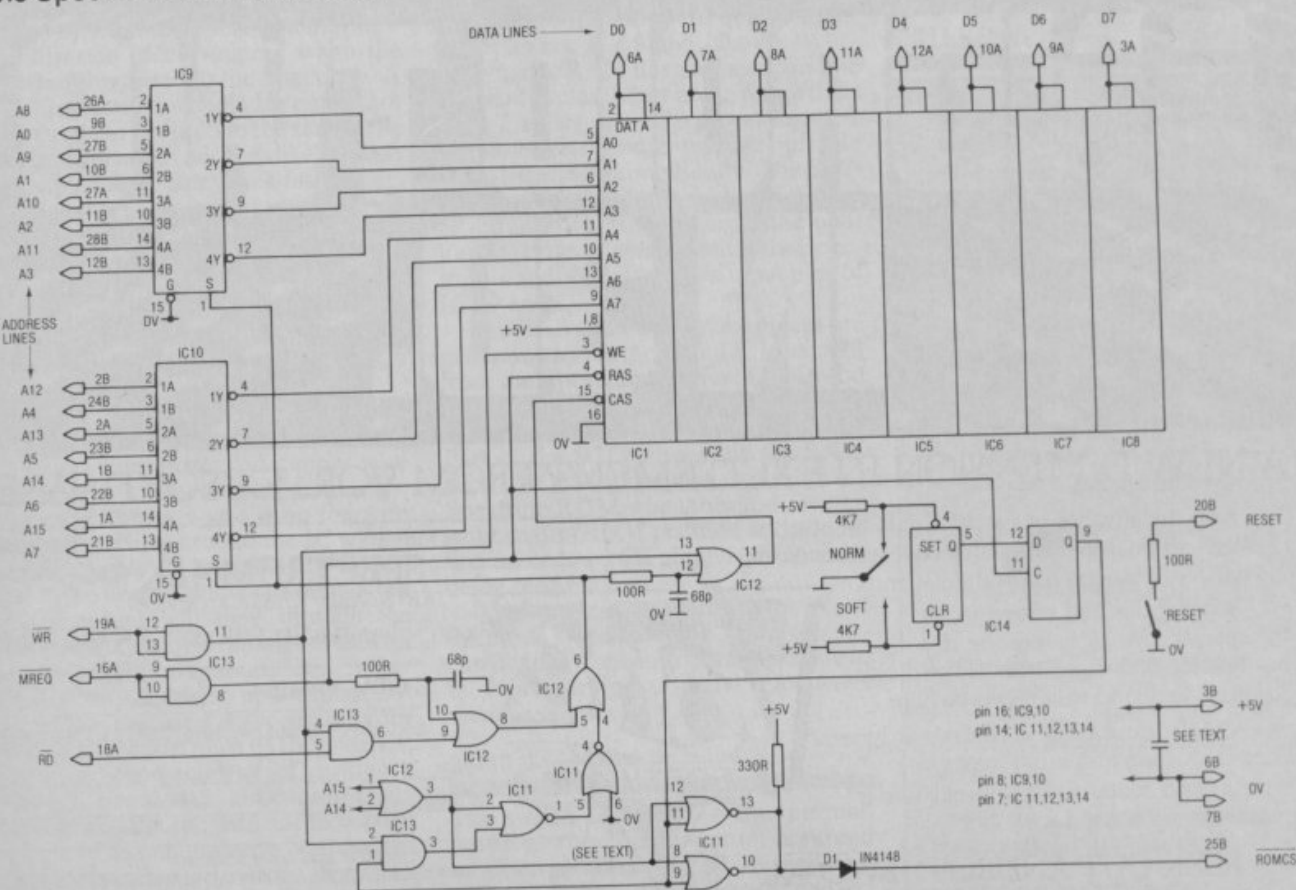 DATA LINES D0 D1 D2 D3 D4 D5 D6 D7
6A 7A 8A 11A 12A 10A 9A 3A
2 14
DAT A
IC9
A8 26A 2 1A 1Y 4
A0 9B 3 1B
A9 27B 5 2A 2Y 7
A1 10B 6 2B
A10 27A 11 3A 3Y 9
A2 11B 10 3B
A11 28B 14 4A 4Y 12
A3 12B 13 4B
G S
15 1
0V
ADDRESS
LINES
5 A0
7 A1
6 A2
12 A3
11 A4
10 A5
13 A6
9 A7
+5V 1,8
3 WE
4 RAS
15 CAS
16
0V
IC1 IC2 IC3 IC4 IC5 IC6 IC7 IC8
IC10
A12 2B 2 1A 1Y 4
A4 24B 3 1B
A13 2A 5 2A 2Y 7
A5 23B 6 2B
A14 1B 11 3A 3Y 9
A6 22B 10 3B
A15 1A 14 4A 4Y 12
A7 21B 13 4B
G S
15 1
0V
+5V 4K7 4
SET Q 5 12 D Q 9
NORM 11 C
SOFT CLR
+5V 4K7 1 IC14
20B RESET
100R
'RESET'
0V
13
12 11
IC12
100R 68p
0V
WR 19A 12 11
13
IC13
MREQ 16A 9
10 8
100R 68p 0V
IC13
4
5 6
RD 18A
10
9 8
IC12
6
IC12
5 4
4
IC11
5 6
0V
A15 1 IC12
A14 2 3
IC13
2
1 3
IC11
2
3 1
(SEE TEXT)
+5V
330R
12
11 13
IC11
8
9 10
D1 IN4148
25B ROMCS
pin 16; IC9,10
pin 14; IC 11,12,13,14
3B +5V
SEE TEXT
pin 8; IC9,10
pin 7; IC 11,12,13,14
6B
0V
7B